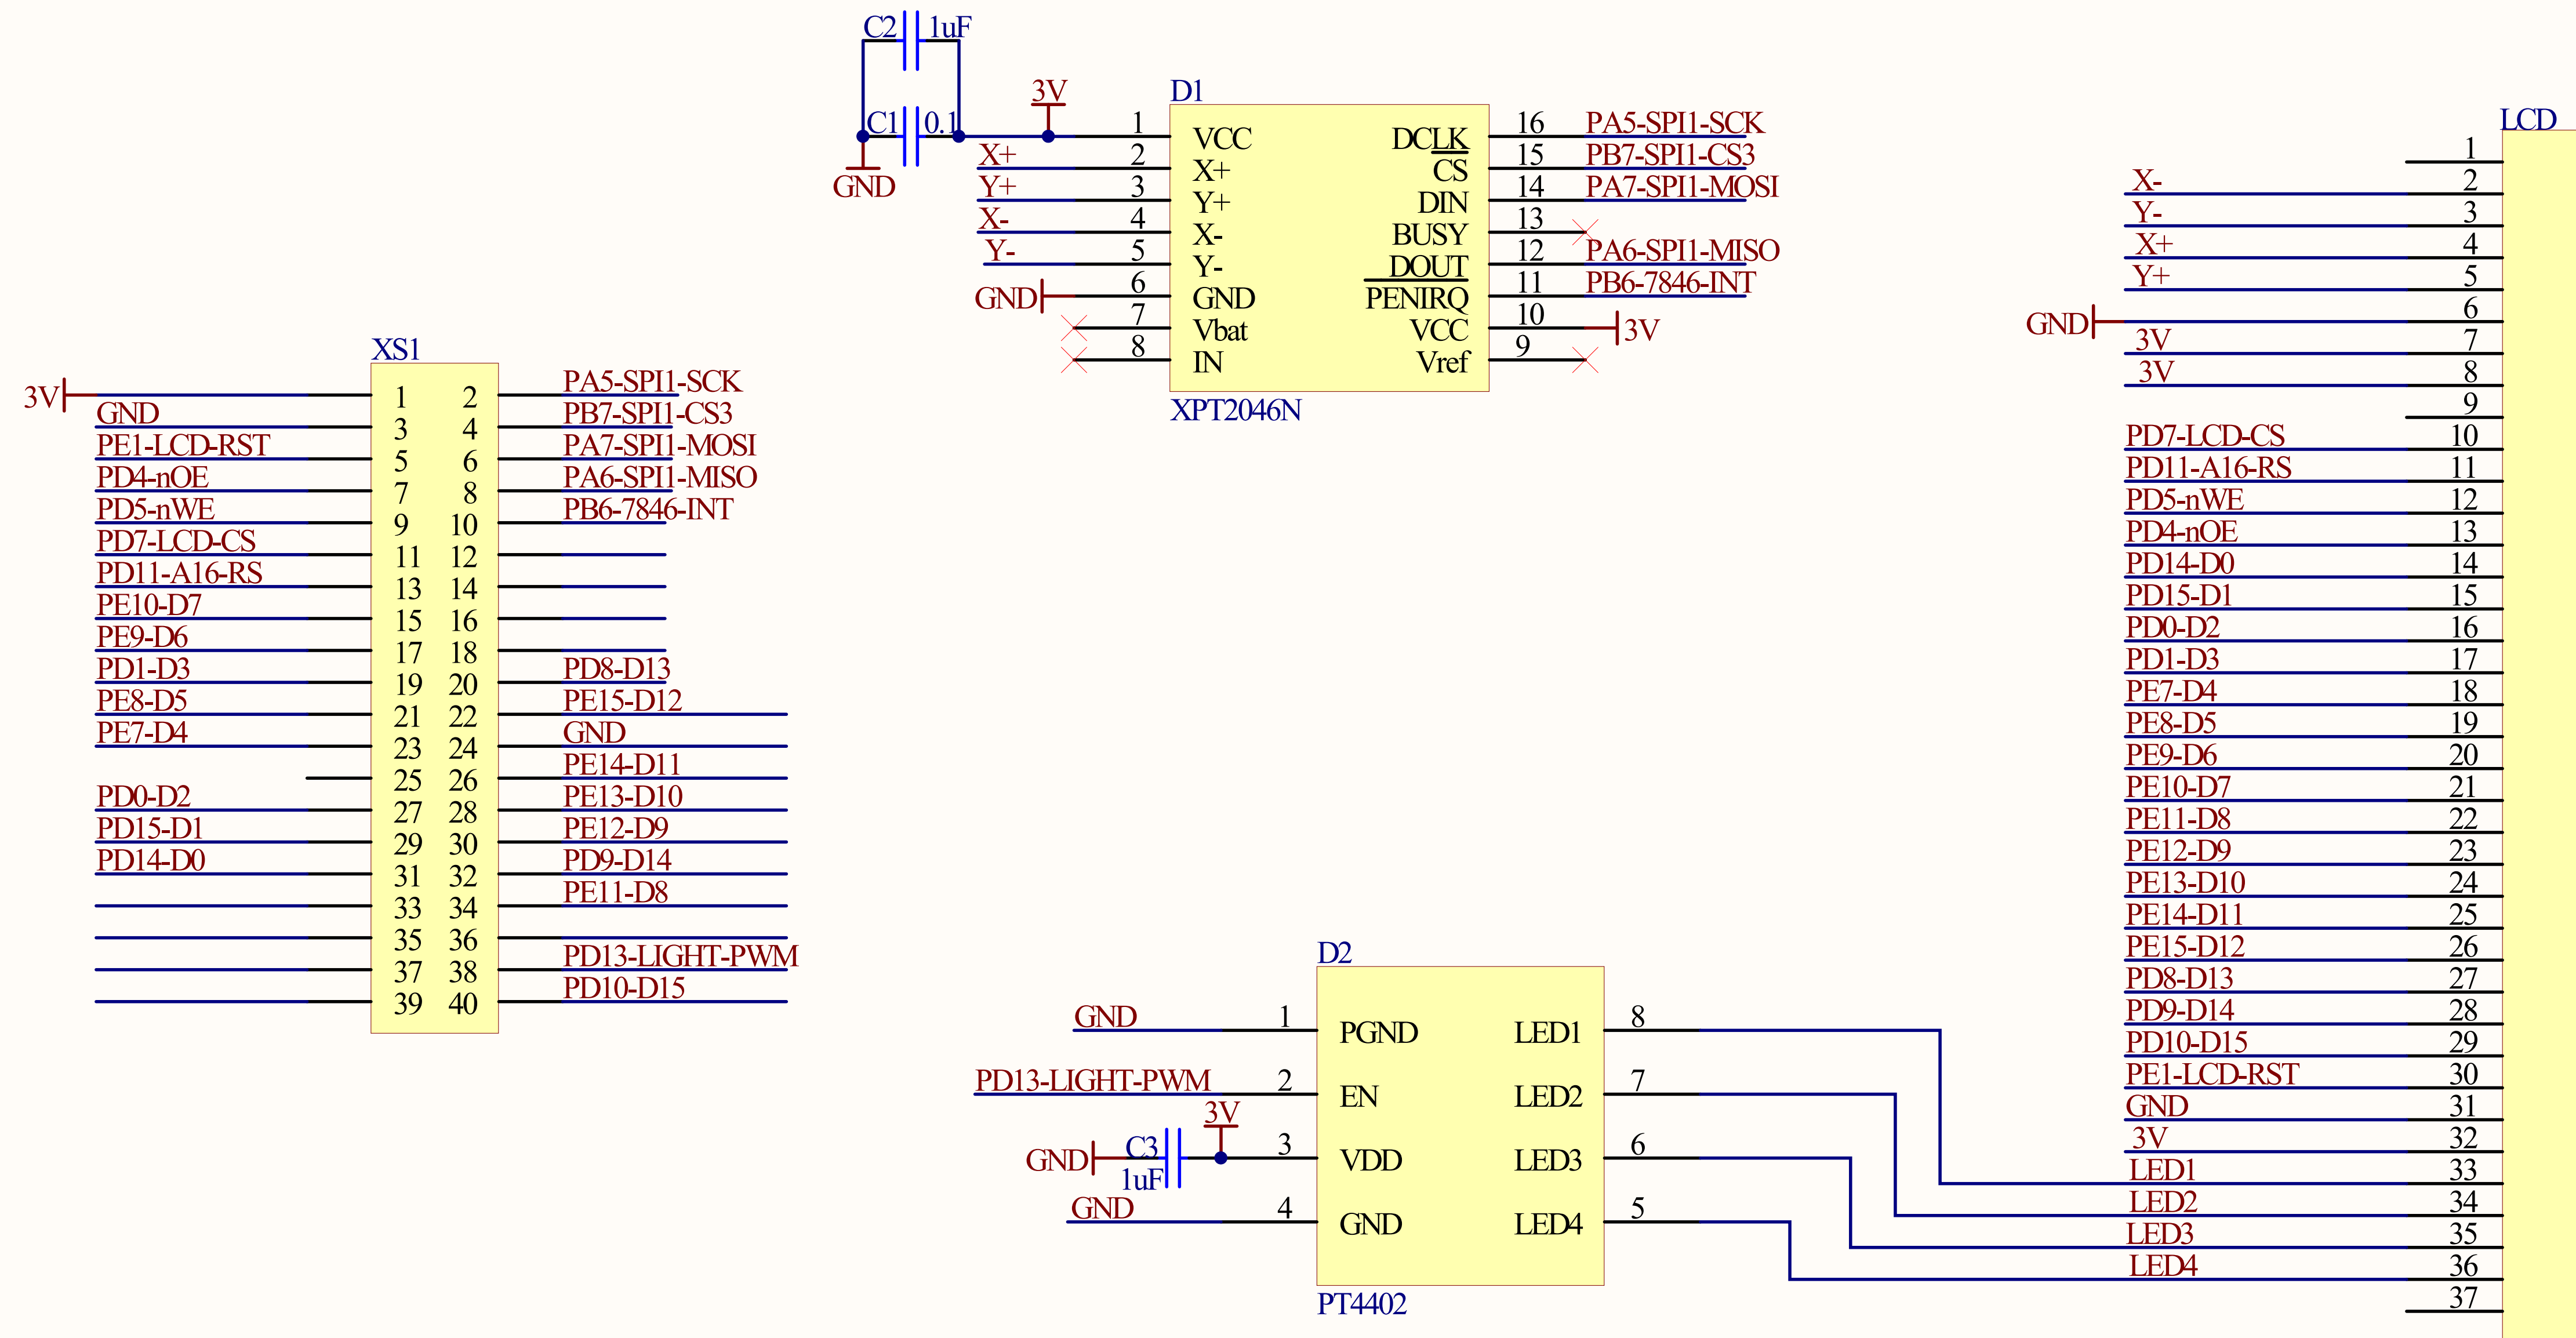 C2 1uF
C1 0.1
3V
GND
D1
1 VCC DCLK 16 PA5-SPI1-SCK
X+ 2 X+ CS 15 PB7-SPI1-CS3
Y+ 3 Y+ DIN 14 PA7-SPI1-MOSI
X- 4 X- BUSY 13
Y- 5 Y- DOUT 12 PA6-SPI1-MISO
GND 6 GND PENIRQ 11 PB6-7846-INT
7 Vbat VCC 10 3V
8 IN Vref 9
XPT2046N
XS1
3V 1 2 PA5-SPI1-SCK
GND 3 4 PB7-SPI1-CS3
PE1-LCD-RST 5 6 PA7-SPI1-MOSI
PD4-nOE 7 8 PA6-SPI1-MISO
PD5-nWE 9 10 PB6-7846-INT
PD7-LCD-CS 11 12
PD11-A16-RS 13 14
PE10-D7 15 16
PE9-D6 17 18
PD1-D3 19 20 PD8-D13
PE8-D5 21 22 PE15-D12
PE7-D4 23 24 GND
25 26 PE14-D11
PD0-D2 27 28 PE13-D10
PD15-D1 29 30 PE12-D9
PD14-D0 31 32 PD9-D14
33 34 PE11-D8
35 36
37 38 PD13-LIGHT-PWM
39 40 PD10-D15
D2
GND 1 PGND LED1 8
PD13-LIGHT-PWM 2 EN LED2 7
3V
GND C3 3 VDD LED3 6
1uF
GND 4 GND LED4 5
PT4402
LCD
1
X- 2
Y- 3
X+ 4
Y+ 5
GND 6
3V 7
3V 8
9
PD7-LCD-CS 10
PD11-A16-RS 11
PD5-nWE 12
PD4-nOE 13
PD14-D0 14
PD15-D1 15
PD0-D2 16
PD1-D3 17
PE7-D4 18
PE8-D5 19
PE9-D6 20
PE10-D7 21
PE11-D8 22
PE12-D9 23
PE13-D10 24
PE14-D11 25
PE15-D12 26
PD8-D13 27
PD9-D14 28
PD10-D15 29
PE1-LCD-RST 30
GND 31
3V 32
LED1 33
LED2 34
LED3 35
LED4 36
37